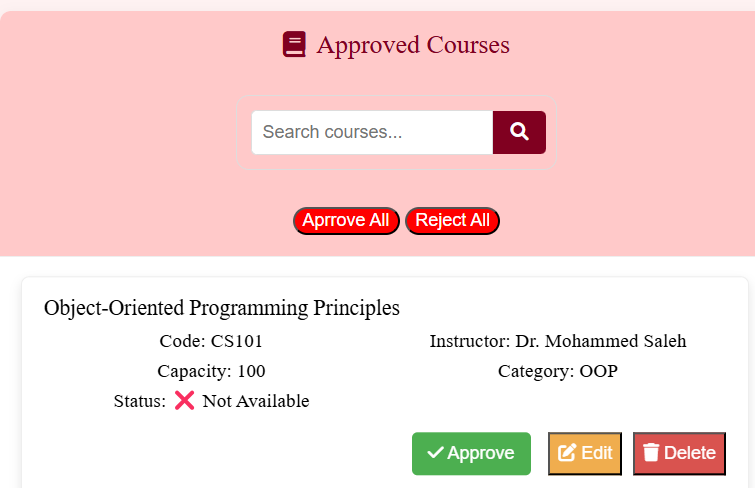 Approved Courses
Search courses...
Aprrove All Reject All
Object-Oriented Programming Principles
Code: CS101 Instructor: Dr. Mohammed Saleh
Capacity: 100 Category: OOP
Status: ❌ Not Available
Approve Edit Delete